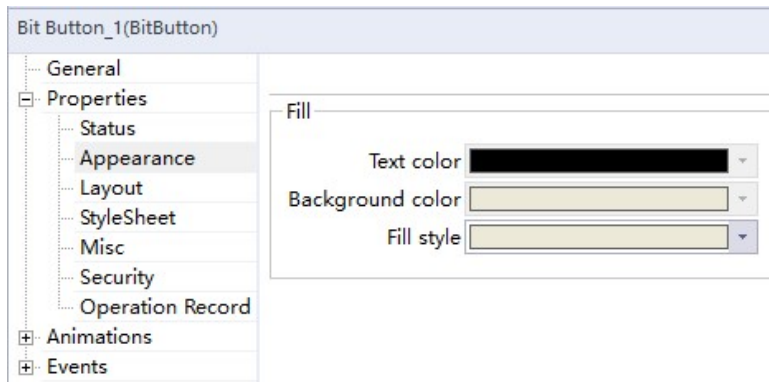 Bit Button_1(BitButton)
General
Properties
Status
Appearance
Layout
StyleSheet
Misc
Security
Operation Record
Animations
Events
Fill
Text color
Background color
Fill style